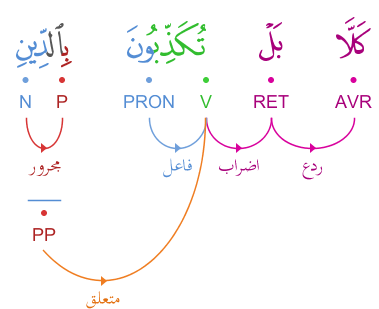 كَلَّا بَلْ تُكَذِّبُونَ بِٱلدِّينِ
AVR RET V PRON P N
ردع اضراب فاعل مجرور
PP
متعلق